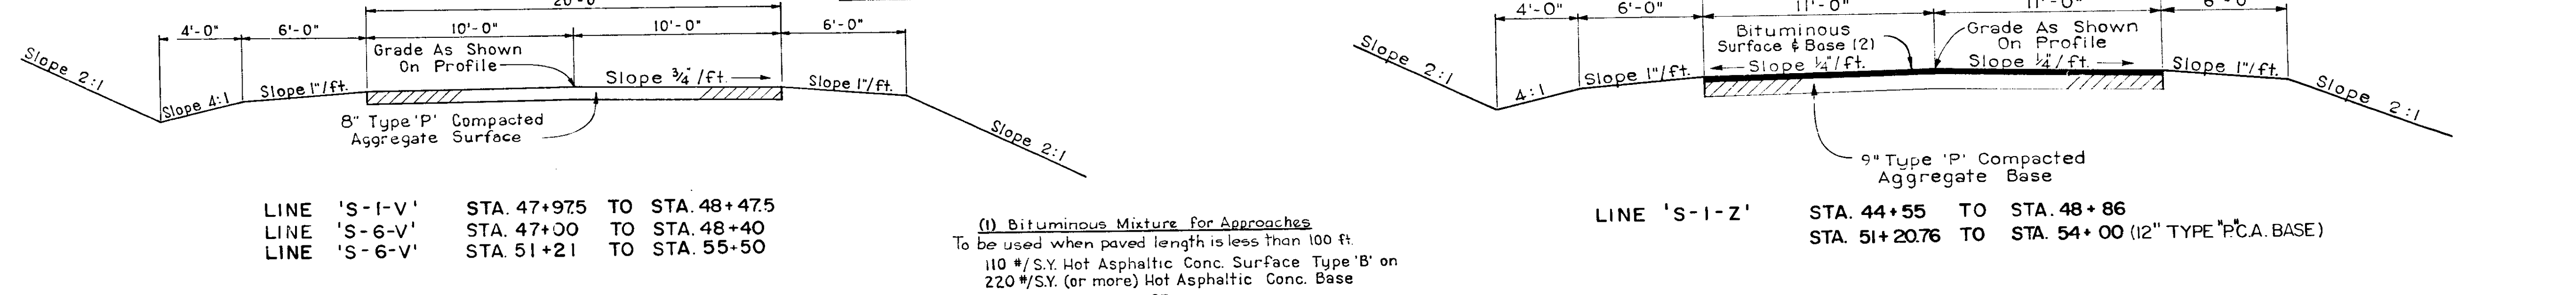 20'-0"
4'-0" 6'-0" 10'-0" 10'-0" 6'-0"
Grade As Shown
On Profile
Slope 2:1
Slope 4:1
Slope 1"/ft.
Slope 3/4"/ft.
Slope 1"/ft.
Slope 2:1
8" Type 'P' Compacted
Aggregate Surface
LINE 'S-1-V' STA. 47+97.5 TO STA. 48+47.5
LINE 'S-6-V' STA. 47+00 TO STA. 48+40
LINE 'S-6-V' STA. 51+21 TO STA. 55+50
(1) Bituminous Mixture for Approaches
To be used when paved length is less than 100 ft.
110 #/S.Y. Hot Asphaltic Conc. Surface Type 'B' on
220 #/S.Y. (or more) Hot Asphaltic Conc. Base
4'-0" 6'-0" 11'-0" 11'-0" 6'-0"
Bituminous
Surface & Base (2)
Grade As Shown
On Profile
Slope 2:1
4:1
Slope 1"/ft.
Slope 1/4"/ft.
Slope 1/4"/ft.
Slope 1"/ft.
Slope 2:1
9" Type 'P' Compacted
Aggregate Base
LINE 'S-1-Z' STA. 44+55 TO STA. 48+86
STA. 51+20.76 TO STA. 54+00 (12" TYPE "P" C.A. BASE)